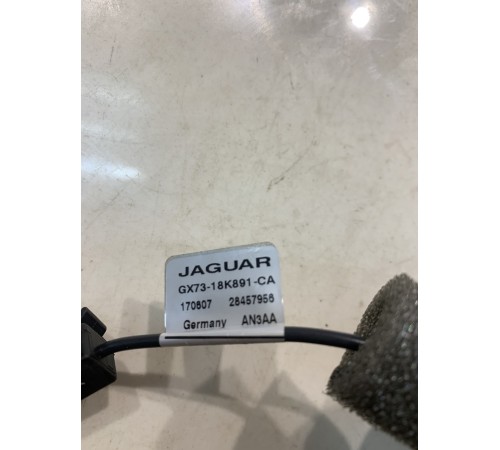 JAGUAR
GX73-18K891-CA
170607 28457956
Germany AN3AA